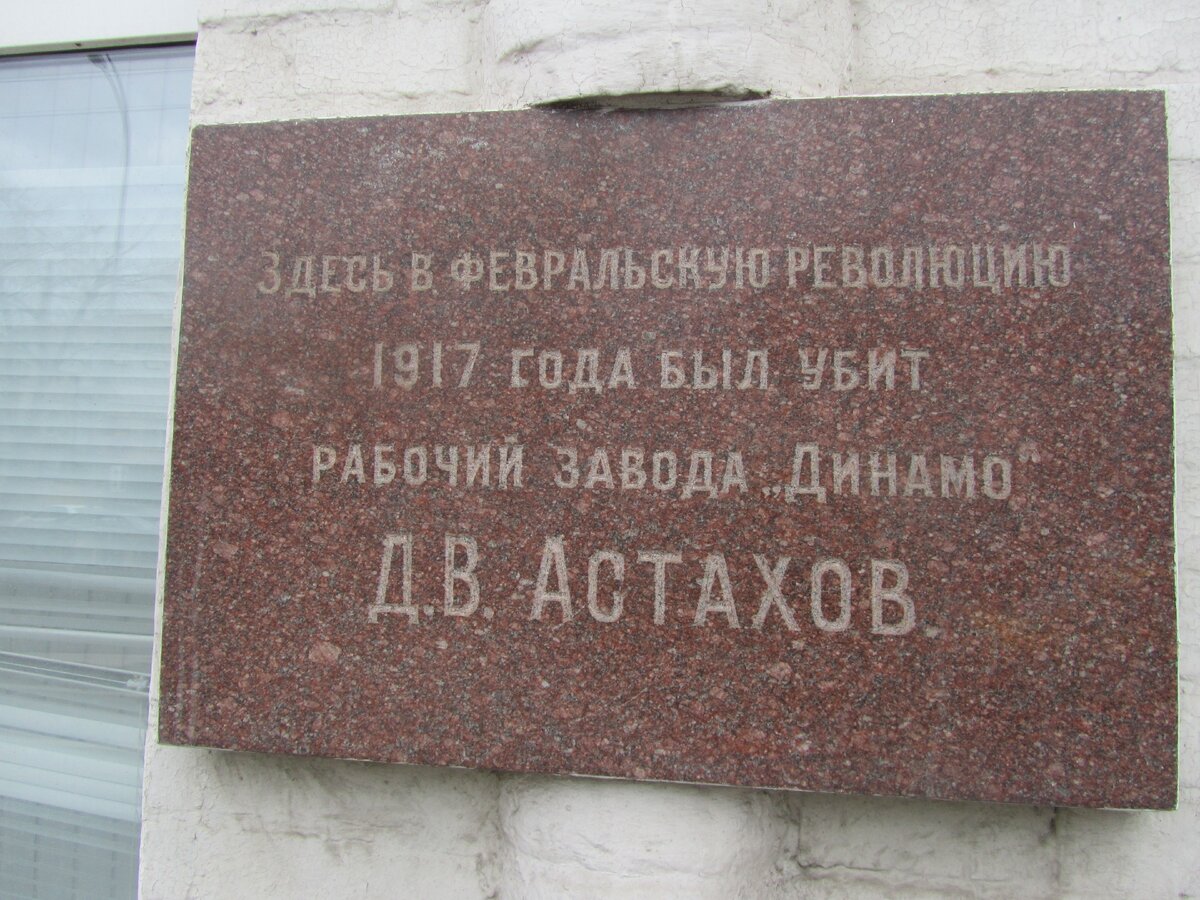 Здесь в Февральскую революцию
1917 года был убит
рабочий завода „Динамо“
Д.В. Астахов.